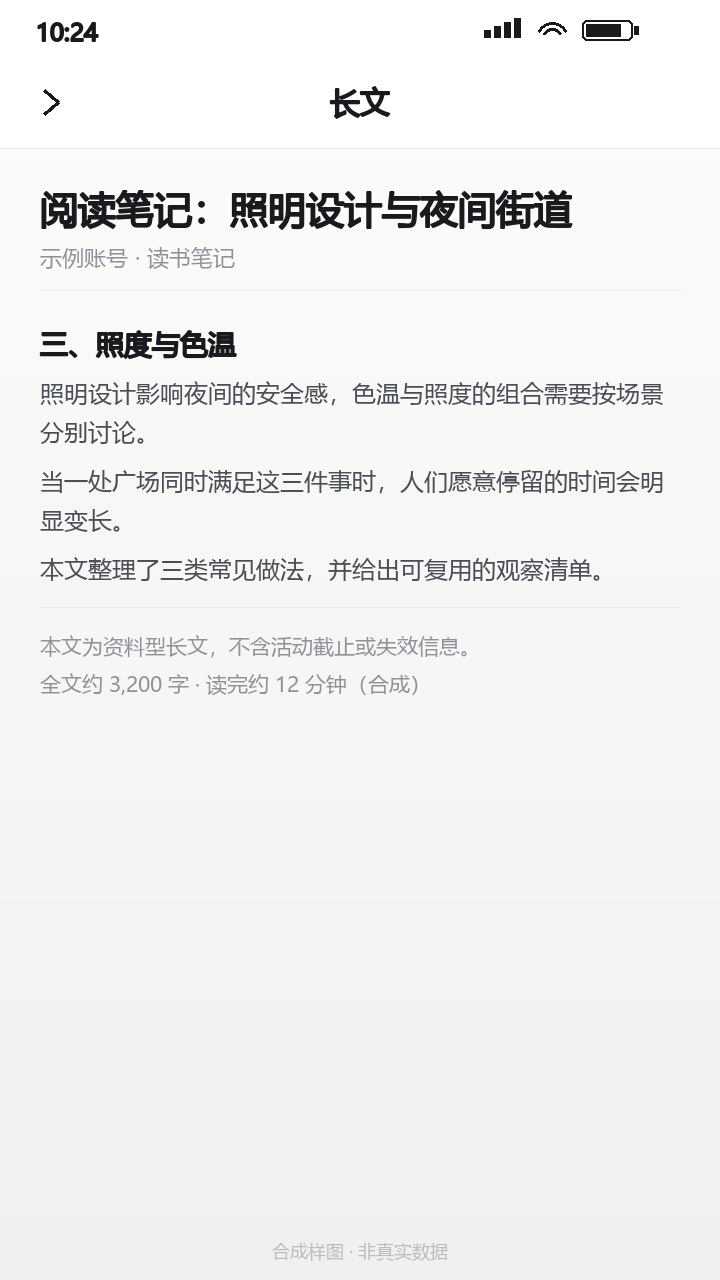 10:24
长文
阅读笔记：照明设计与夜间街道
示例账号 · 读书笔记
三、照度与色温
照明设计影响夜间的安全感，色温与照度的组合需要按场景
分别讨论。
当一处广场同时满足这三件事时，人们愿意停留的时间会明
显变长。
本文整理了三类常见做法，并给出可复用的观察清单。
本文为资料型长文，不含活动截止或失效信息。
全文约 3,200 字 · 读完约 12 分钟（合成）
合成样图 · 非真实数据